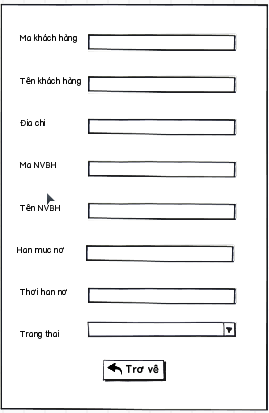 Ma khách hàng
Tên khách hàng
Đia chi
Ma NVBH
Tên NVBH
Han muc nơ
Thơi han nơ
Trang thai
Trơ vê